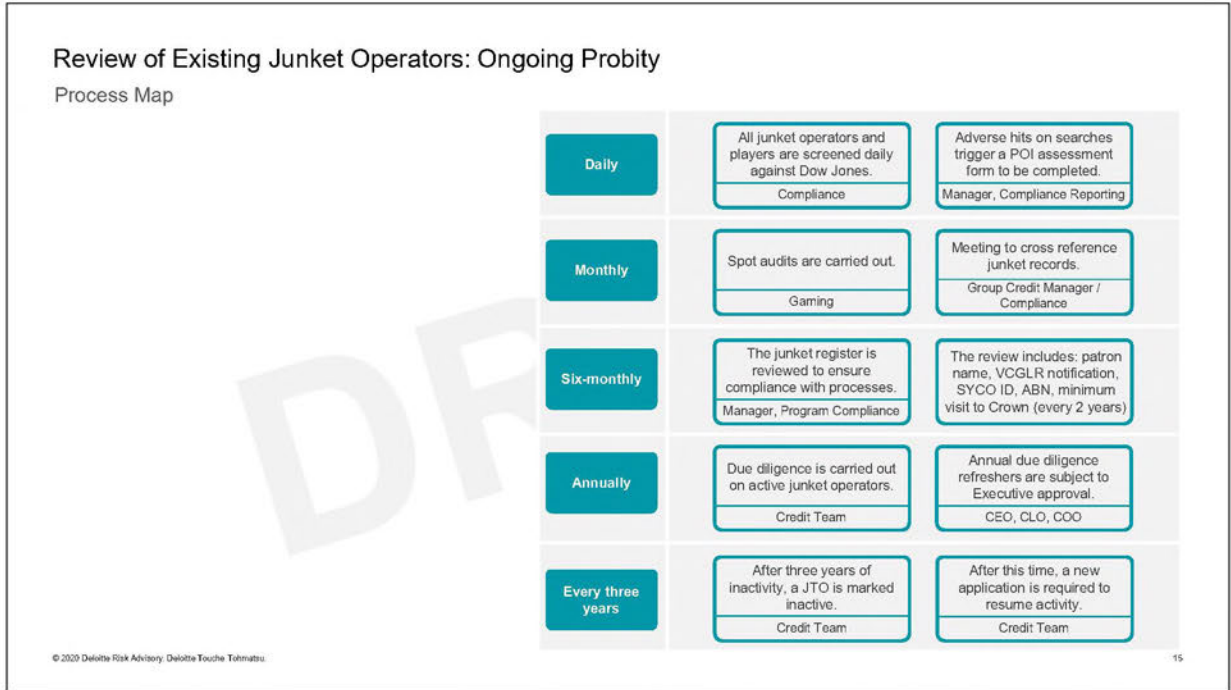 Review of Existing Junket Operators: Ongoing Probity
Process Map
Daily
All junket operators and
players are screened daily
against Dow Jones.
Compliance
Adverse hits on searches
trigger a POI assessment
form to be completed.
Manager, Compliance Reporting
Monthly
Spot audits are carried out.
Gaming
Meeting to cross reference
junket records.
Group Credit Manager /
Compliance
Six-monthly
The junket register is
reviewed to ensure
compliance with processes.
Manager, Program Compliance
The review includes: patron
name, VCGLR notification,
SYCO ID, ABN, minimum
visit to Crown (every 2 years)
Annually
Due diligence is carried out
on active junket operators.
Credit Team
Annual due diligence
refreshers are subject to
Executive approval.
CEO, CLO, COO
Every three
years
After three years of
inactivity, a JTO is marked
inactive.
Credit Team
After this time, a new
application is required to
resume activity.
Credit Team
DR
© 2020 Deloitte Risk Advisory. Deloitte Touche Tohmatsu.
15